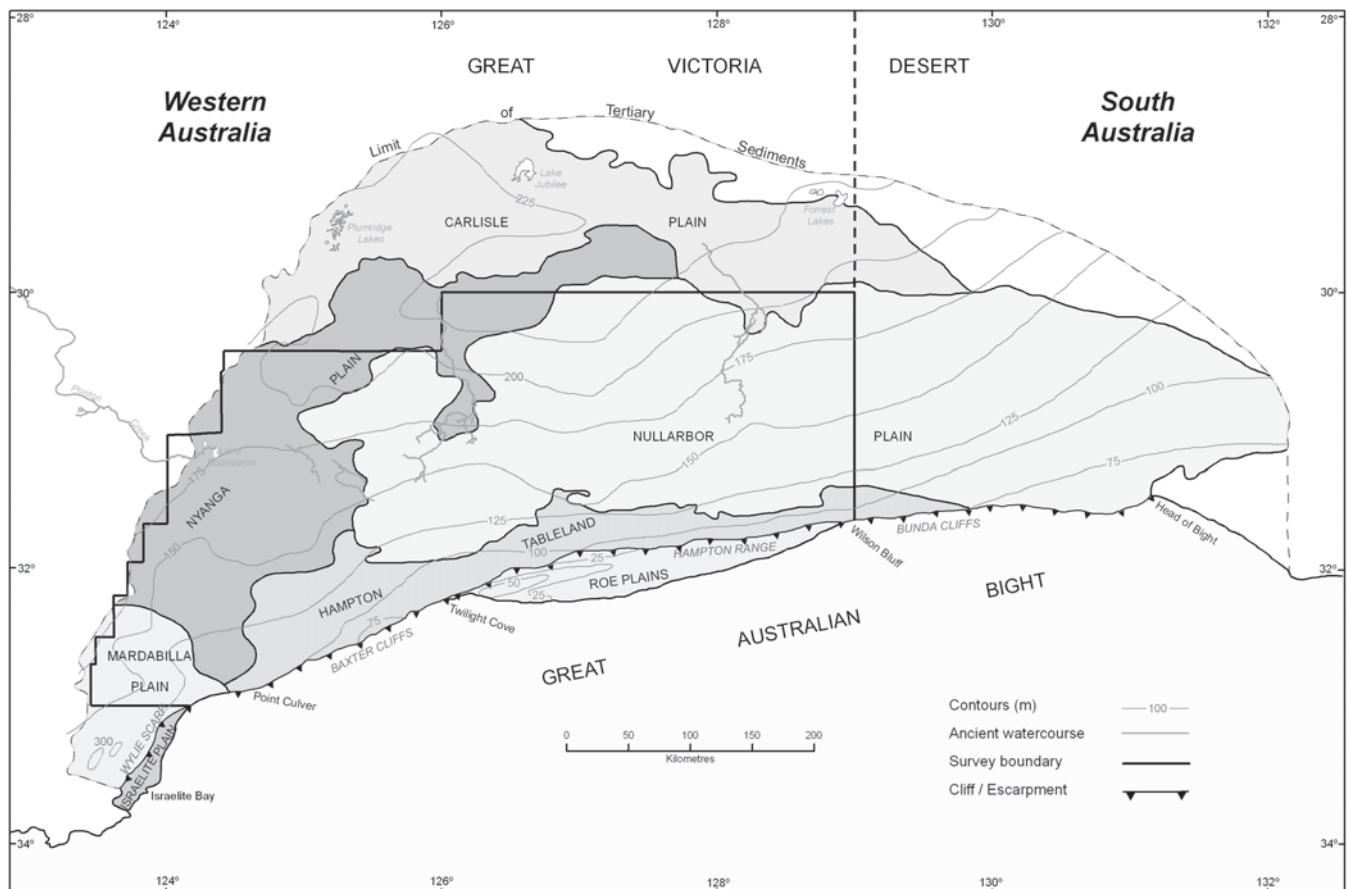 28°
124°
126°
128°
130°
132°
28°
GREAT VICTORIA DESERT
Western
Australia
South
Australia
Limit of Tertiary Sediments
Lake
Jubilee
Plumridge
Lakes
225
CARLISLE PLAIN
Forrest
Lakes
30°
30°
PLAIN
200
175
100
125
Ponton
Creek
NULLARBOR PLAIN
150
75
175
NYANGA
125
TABLELAND
100
25
HAMPTON RANGE
BUNDA CLIFFS
Wilson Bluff
Head of Bight
150
32°
32°
50
ROE PLAINS
25
HAMPTON
75
Twilight Cove
BAXTER CLIFFS
GREAT AUSTRALIAN BIGHT
MARDABILLA
PLAIN
Point Culver
300
WYLIE SCARP
ISRAELITE PLAIN
Israelite Bay
0 50 100 150 200
Kilometres
Contours (m)
100
Ancient watercourse
Survey boundary
Cliff / Escarpment
34°
34°
124°
126°
128°
130°
132°